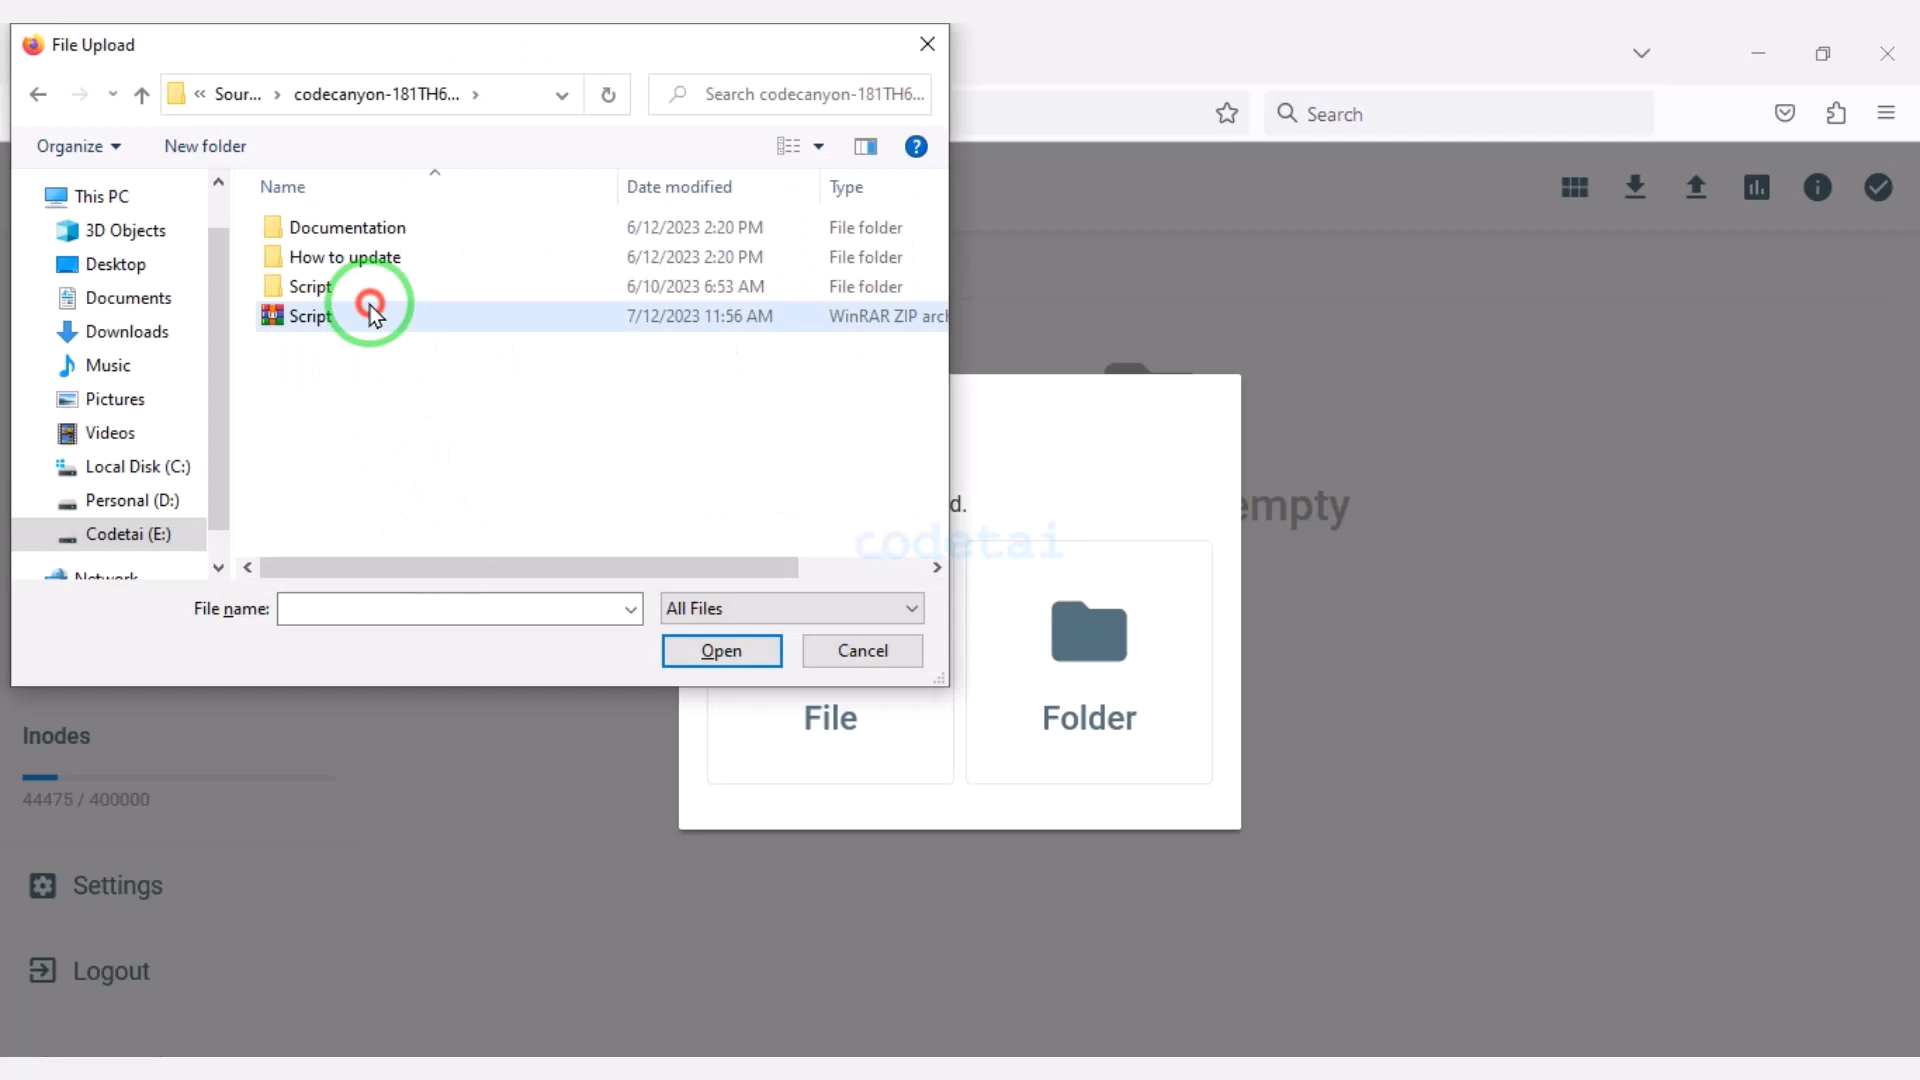 File Upload
« Sour... › codecanyon-181TH6... ›
Search codecanyon-181TH6...
Search
Organize
New folder
Name
Date modified
Type
This PC
3D Objects
Desktop
Documents
Downloads
Music
Pictures
Videos
Local Disk (C:)
Personal (D:)
Codetai (E:)
Network
Documentation 6/12/2023 2:20 PM File folder
How to update 6/12/2023 2:20 PM File folder
Script 6/10/2023 6:53 AM File folder
Script 7/12/2023 11:56 AM WinRAR ZIP arch
File name:
All Files
Open
Cancel
d.
empty
codetai
File
Folder
Inodes
44475 / 400000
Settings
Logout